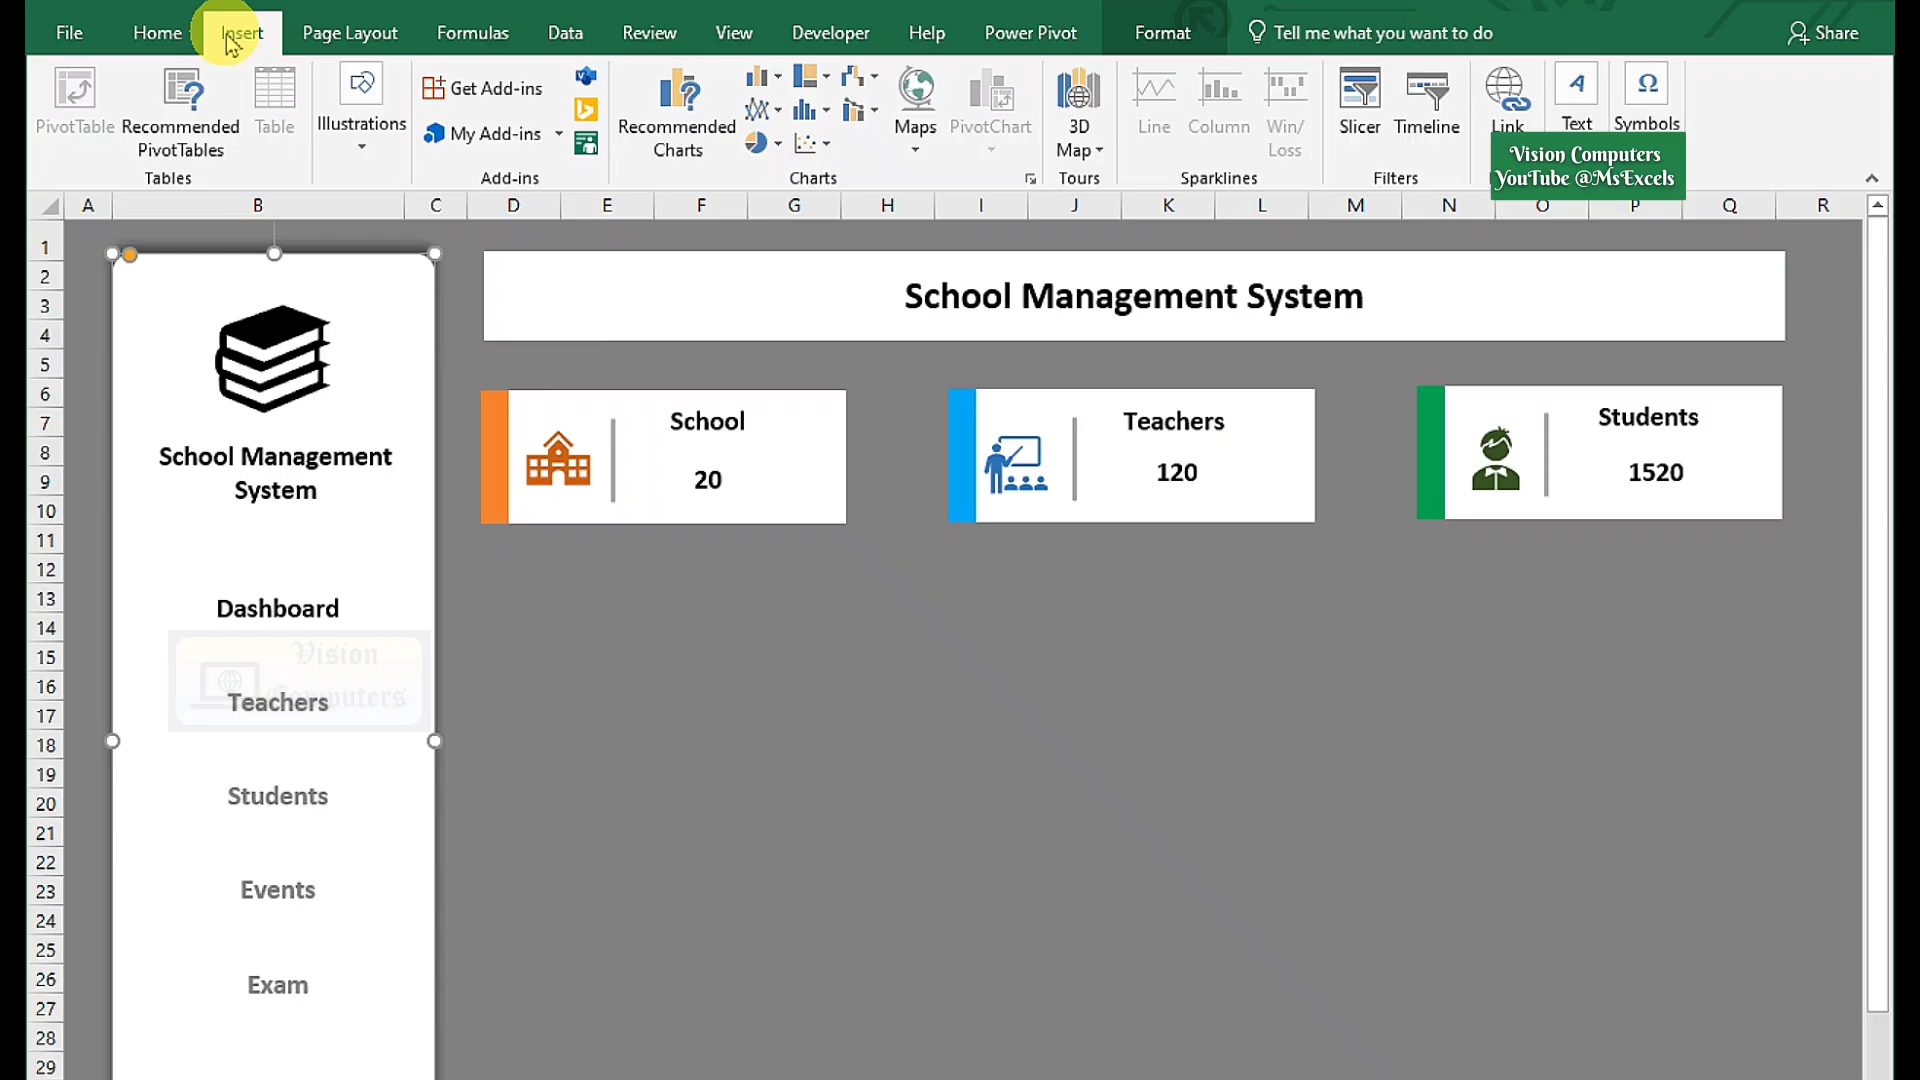 File Home Insert Page Layout Formulas Data Review View Developer Help Power Pivot Format Tell me what you want to do Share
PivotTable
Recommended
PivotTables
Table
Illustrations
Get Add-ins
My Add-ins
Recommended
Charts
Maps
PivotChart
3D
Map
Line
Column
Win/
Loss
Slicer
Timeline
Link
Text
Symbols
Tables
Add-ins
Charts
Tours
Sparklines
Filters
Vision Computers
YouTube @MsExcels
A B C D E F G H I J K L M N O P Q R
1
2
3
4
5
6
7
8
9
10
11
12
13
14
15
16
17
18
19
20
21
22
23
24
25
26
27
28
29
School Management
System
Dashboard
Vision
Computers
Teachers
Students
Events
Exam
School Management System
School
20
Teachers
120
Students
1520